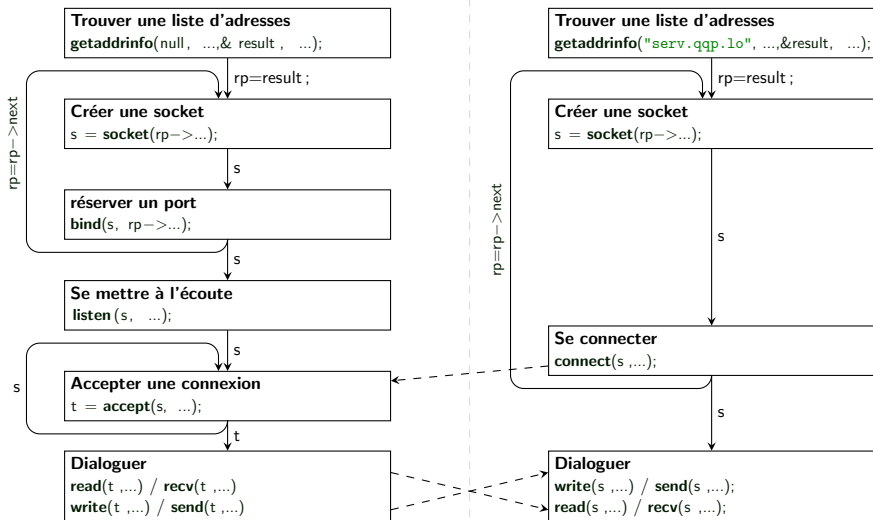 Trouver une liste d'adresses
getaddrinfo(null, ...,& result, ...);
rp=result;
rp=rp->next
Créer une socket
s = socket(rp->...);
s
réserver un port
bind(s, rp->...);
s
Se mettre à l'écoute
listen(s, ...);
s
s
Accepter une connexion
t = accept(s, ...);
t
Dialoguer
read(t,...) / recv(t,...)
write(t,...) / send(t,...)
Trouver une liste d'adresses
getaddrinfo("serv.qqp.lo", ...,&result, ...);
rp=result;
Créer une socket
s = socket(rp->...);
rp=rp->next
s
Se connecter
connect(s,...);
s
Dialoguer
write(s,...) / send(s,...);
read(s,...) / recv(s,...);